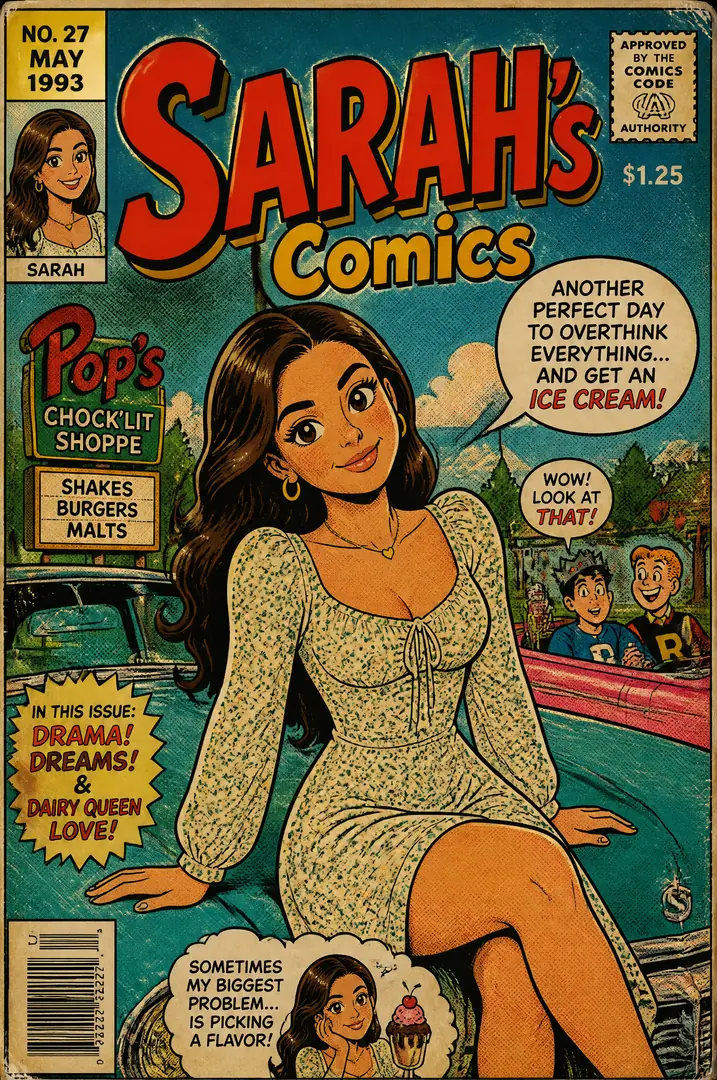 NO. 27
MAY
1993
SARAH
SARAH's
Comics
APPROVED
BY THE
COMICS
CODE
CA
AUTHORITY
$1.25
ANOTHER
PERFECT DAY
TO OVERTHINK
EVERYTHING...
AND GET AN
ICE CREAM!
Pop's
CHOCK'LIT
SHOPPE
SHAKES
BURGERS
MALTS
WOW!
LOOK AT
THAT!
R
R
IN THIS ISSUE:
DRAMA!
DREAMS!
&
DAIRY QUEEN
LOVE!
S
SOMETIMES
MY BIGGEST
PROBLEM...
IS PICKING
A FLAVOR!